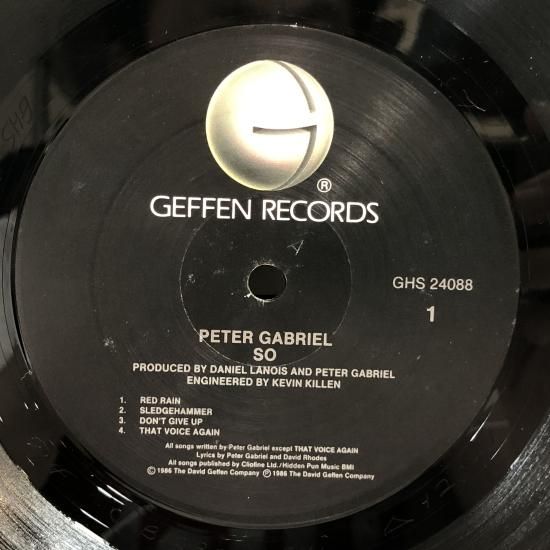 ®
GEFFEN RECORDS
GHS 24088
1
PETER GABRIEL
SO
PRODUCED BY DANIEL LANOIS AND PETER GABRIEL
ENGINEERED BY KEVIN KILLEN
1. RED RAIN
2. SLEDGEHAMMER
3. DON'T GIVE UP
4. THAT VOICE AGAIN
All songs written by Peter Gabriel except THAT VOICE AGAIN
Lyrics by Peter Gabriel and David Rhodes
All songs published by Cliofine Ltd./Hidden Pun Music BMI
© 1986 The David Geffen Company ℗ 1986 The David Geffen Company